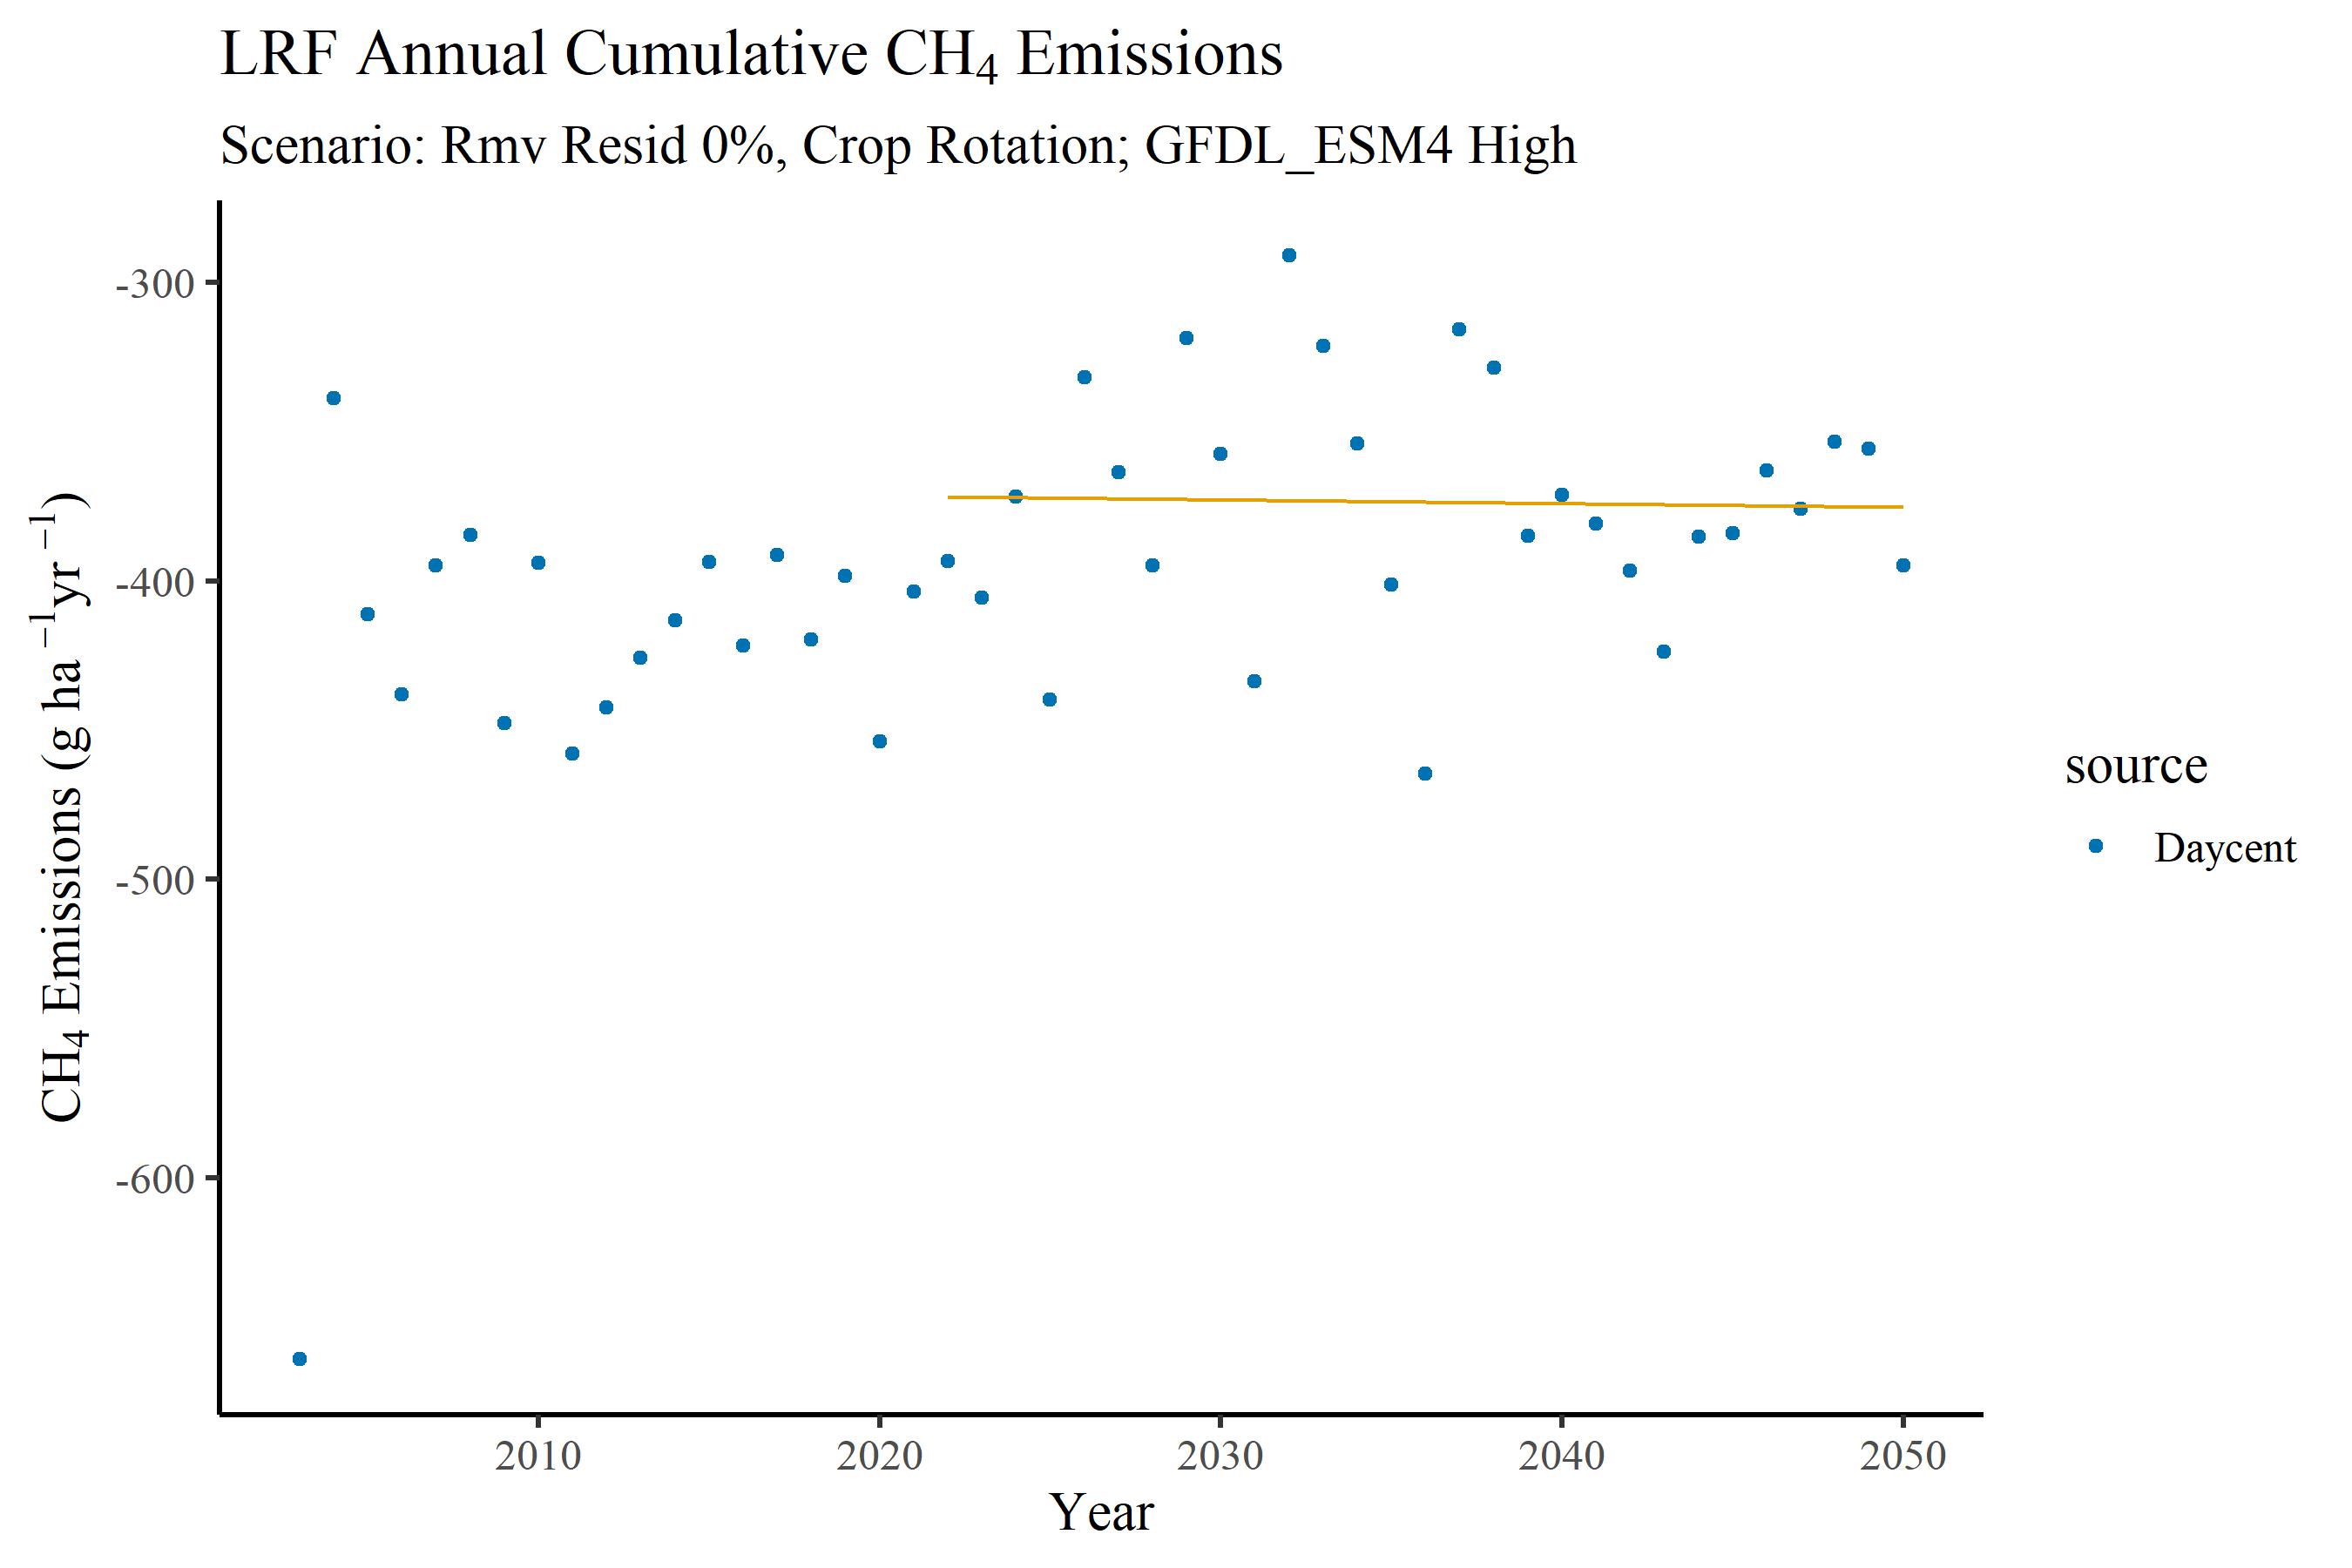 LRF Annual Cumulative CH₄ Emissions
Scenario: Rmv Resid 0%, Crop Rotation; GFDL_ESM4 High
CH₄ Emissions (g ha ⁻¹yr ⁻¹)
-300
-400
-500
-600
2010 2020 2030 2040 2050
Year
source
Daycent